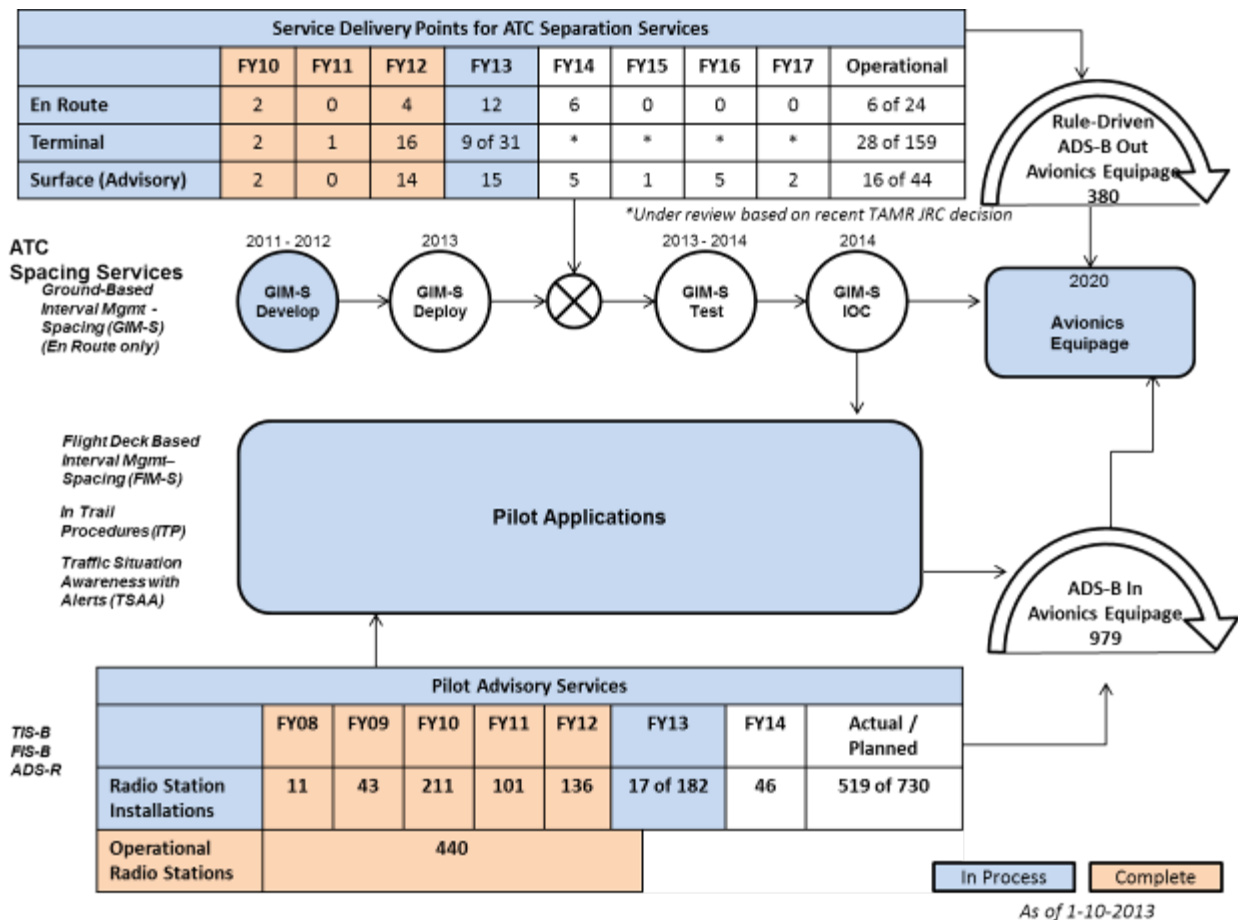 Service Delivery Points for ATC Separation Services
FY10 FY11 FY12 FY13 FY14 FY15 FY16 FY17 Operational
En Route 2 0 4 12 6 0 0 0 6 of 24
Terminal 2 1 16 9 of 31 * * * * 28 of 159
Surface (Advisory) 2 0 14 15 5 1 5 2 16 of 44
*Under review based on recent TAMR JRC decision
Rule-Driven
ADS-B Out
Avionics Equipage
380
ATC
Spacing Services
Ground-Based
Interval Mgmt -
Spacing (GIM-S)
(En Route only)
2011 - 2012
GIM-S
Develop
2013
GIM-S
Deploy
2013 - 2014
GIM-S
Test
2014
GIM-S
IOC
2020
Avionics
Equipage
Flight Deck Based
Interval Mgmt–
Spacing (FIM-S)
In Trail
Procedures (ITP)
Traffic Situation
Awareness with
Alerts (TSAA)
Pilot Applications
ADS-B In
Avionics Equipage
979
TIS-B
FIS-B
ADS-R
Pilot Advisory Services
FY08 FY09 FY10 FY11 FY12 FY13 FY14 Actual /
Planned
Radio Station
Installations 11 43 211 101 136 17 of 182 46 519 of 730
Operational
Radio Stations 440
In Process Complete
As of 1-10-2013